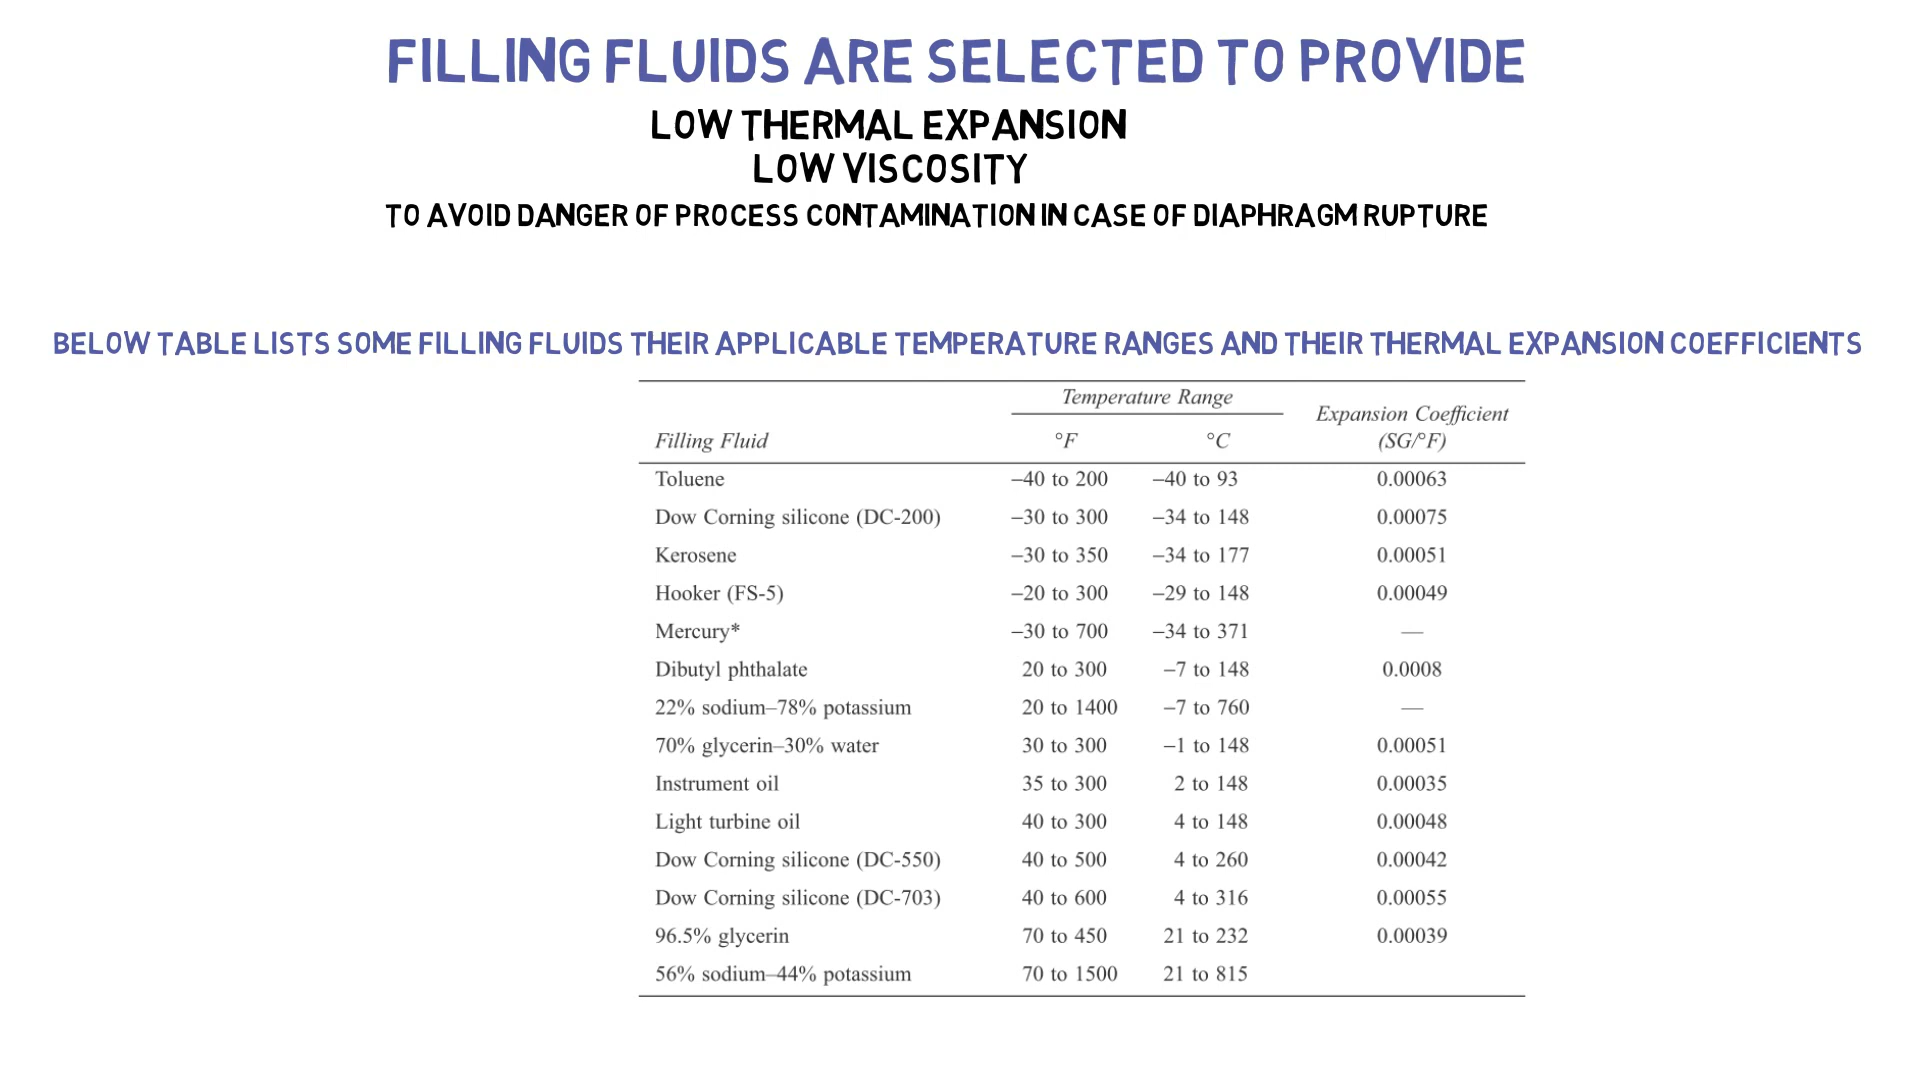 FILLING FLUIDS ARE SELECTED TO PROVIDE
LOW THERMAL EXPANSION
LOW VISCOSITY
TO AVOID DANGER OF PROCESS CONTAMINATION IN CASE OF DIAPHRAGM RUPTURE
BELOW TABLE LISTS SOME FILLING FLUIDS THEIR APPLICABLE TEMPERATURE RANGES AND THEIR THERMAL EXPANSION COEFFICIENTS
Temperature Range
Expansion Coefficient
Filling Fluid °F °C (SG/°F)
Toluene –40 to 200 –40 to 93 0.00063
Dow Corning silicone (DC-200) –30 to 300 –34 to 148 0.00075
Kerosene –30 to 350 –34 to 177 0.00051
Hooker (FS-5) –20 to 300 –29 to 148 0.00049
Mercury* –30 to 700 –34 to 371 —
Dibutyl phthalate 20 to 300 –7 to 148 0.0008
22% sodium–78% potassium 20 to 1400 –7 to 760 —
70% glycerin–30% water 30 to 300 –1 to 148 0.00051
Instrument oil 35 to 300 2 to 148 0.00035
Light turbine oil 40 to 300 4 to 148 0.00048
Dow Corning silicone (DC-550) 40 to 500 4 to 260 0.00042
Dow Corning silicone (DC-703) 40 to 600 4 to 316 0.00055
96.5% glycerin 70 to 450 21 to 232 0.00039
56% sodium–44% potassium 70 to 1500 21 to 815